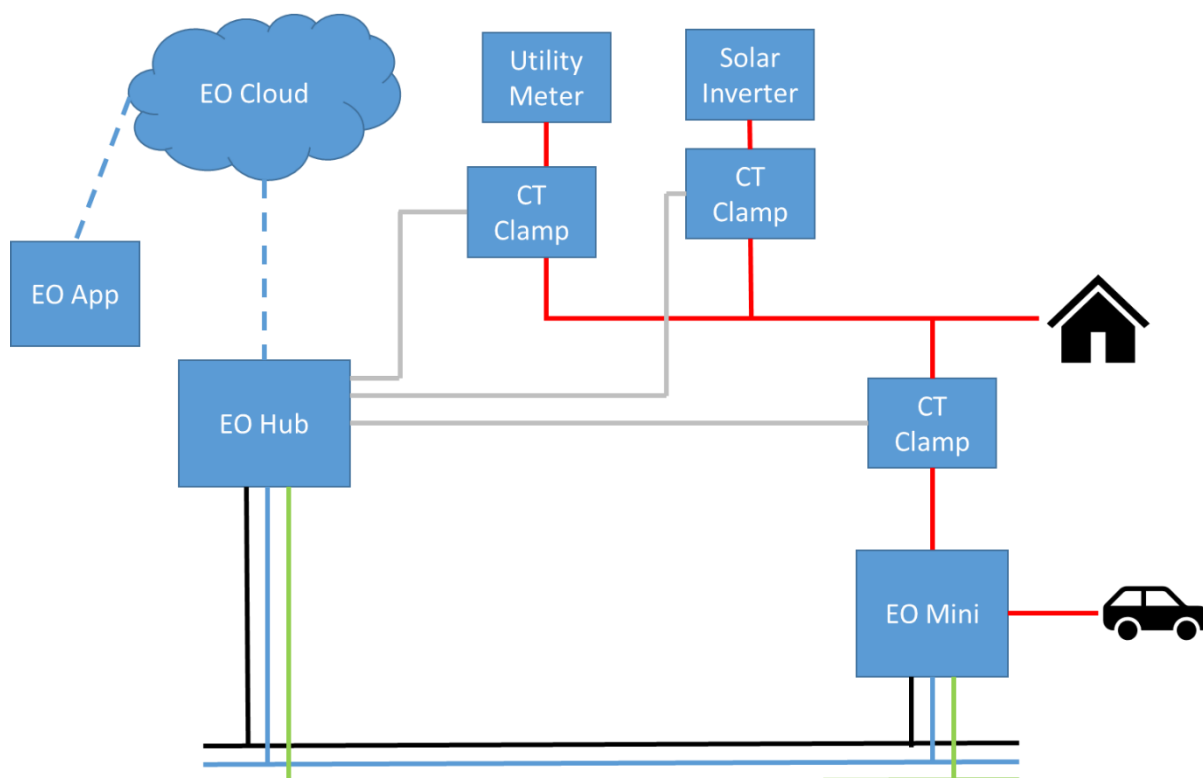 EO Cloud
Utility
Meter
Solar
Inverter
CT
Clamp
CT
Clamp
EO App
EO Hub
CT
Clamp
EO Mini